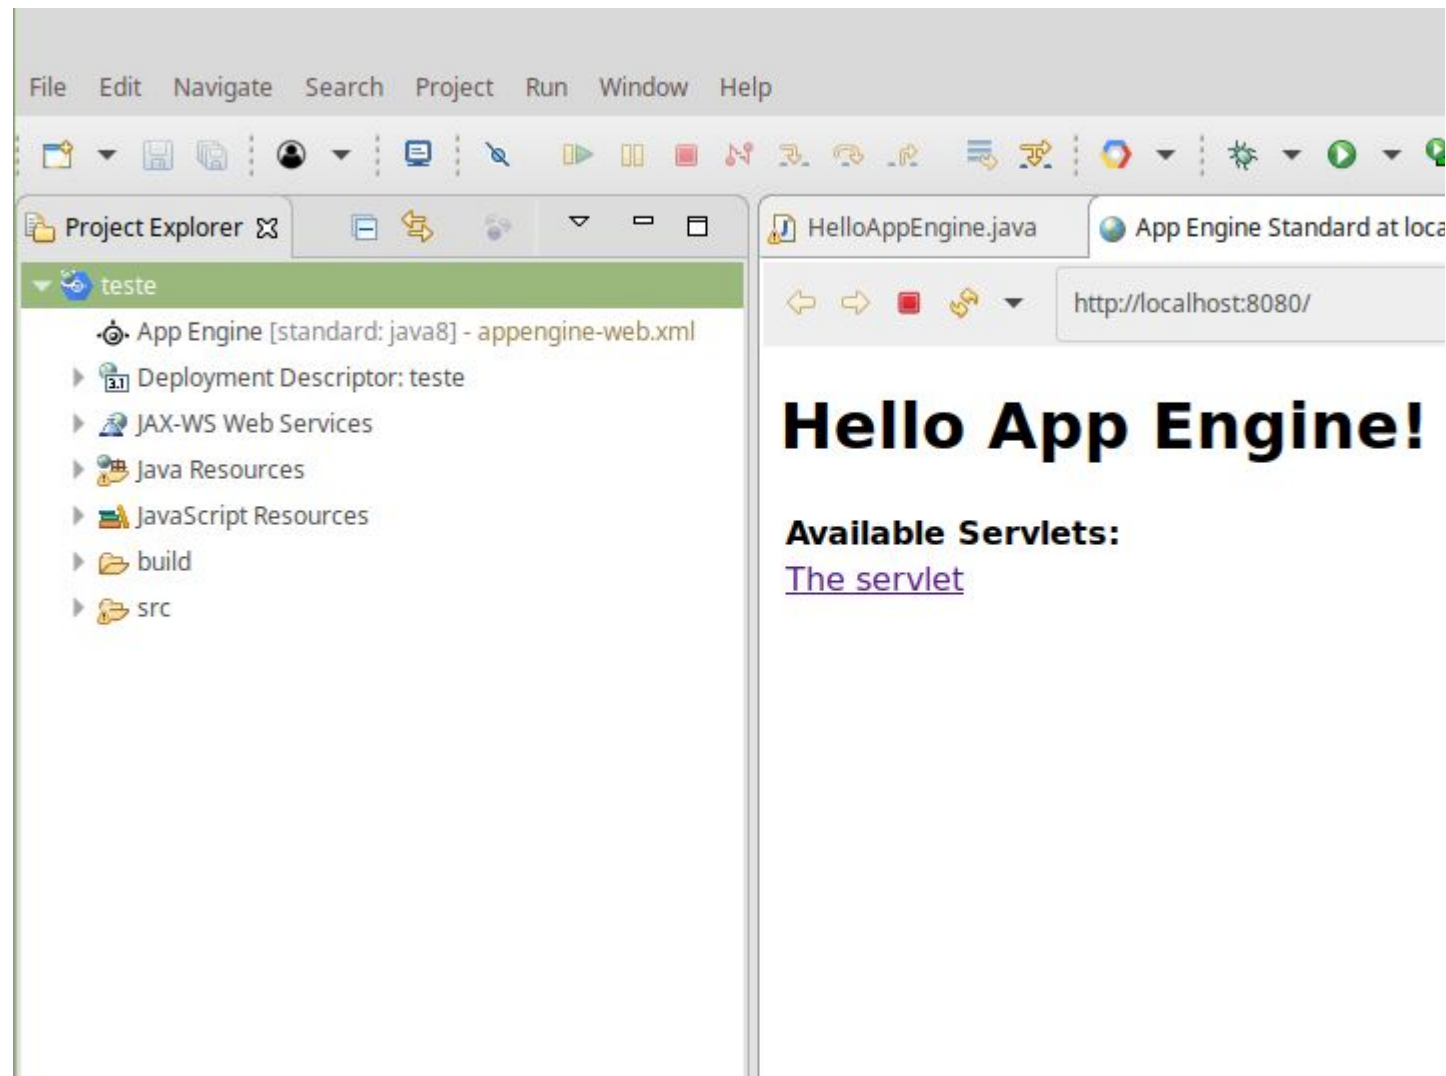 File Edit Navigate Search Project Run Window Help
Project Explorer
HelloAppEngine.java
App Engine Standard at loca
teste
http://localhost:8080/
App Engine [standard: java8] - appengine-web.xml
3.1 Deployment Descriptor: teste
JAX-WS Web Services
Java Resources
JavaScript Resources
build
src
Hello App Engine!
Available Servlets:
The servlet